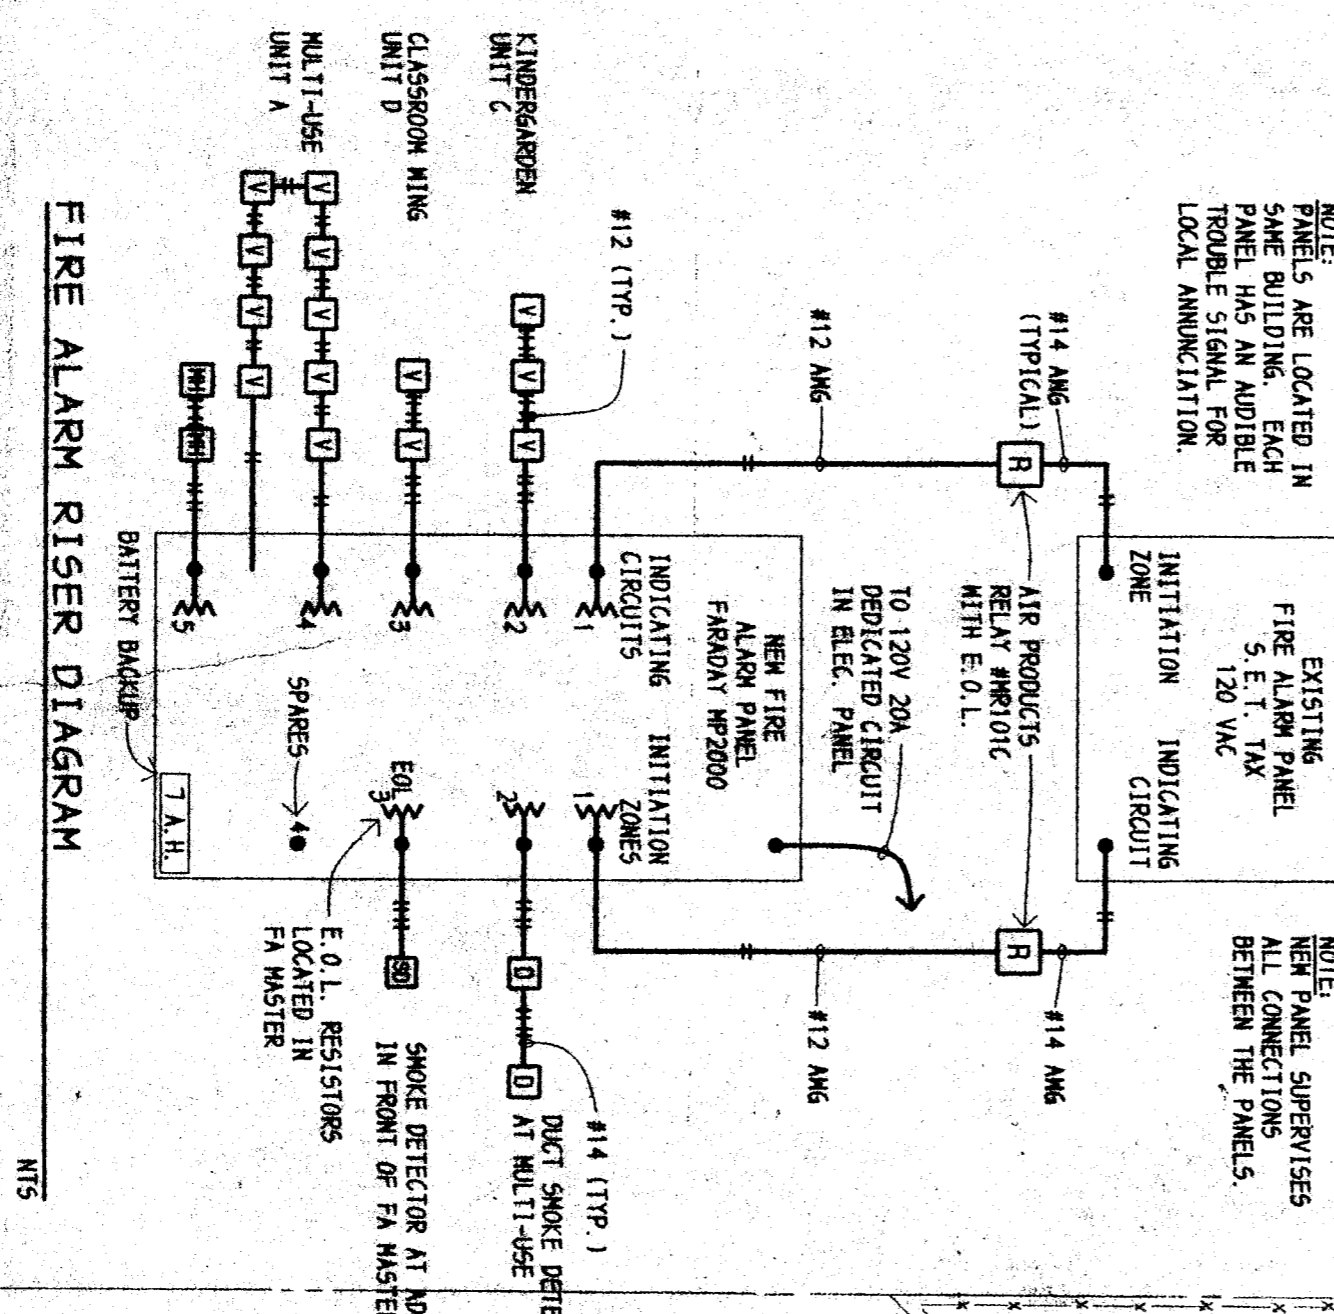 NOTE:
PANELS ARE LOCATED IN
SAME BUILDING. EACH
PANEL HAS AN AUDIBLE
TROUBLE SIGNAL FOR
LOCAL ANNUNCIATION.
EXISTING
FIRE ALARM PANEL
S.E.T. TAX
120 VAC
INITIATION
ZONE
INDICATING
CIRCUIT
NOTE:
NEW PANEL SUPERVISES
ALL CONNECTIONS
BETWEEN THE PANELS.
#14 AWG
(TYPICAL)
R
AIR PRODUCTS
RELAY #MR101C
WITH E.O.L.
R
#14 AWG
#12 AWG
TO 120V 20A
DEDICATED CIRCUIT
IN ELEC. PANEL
#12 AWG
NEW FIRE
ALARM PANEL
FARADAY MP2000
INDICATING
CIRCUITS
INITIATION
ZONES
#12 (TYP.)
1
1
#14 (TYP.)
KINDERGARDEN
UNIT C
V V V
2
2
D D
DUCT SMOKE
AT MULTI-USE
CLASSROOM WING
UNIT D
V V
3
EOL
3
SD
SMOKE DETECTOR AT
IN FRONT OF FA
MULTI-USE
UNIT A
V V V V V
4
V V V V
SPARES
4
E.O.L. RESISTORS
LOCATED IN
FA MASTER
WH WH
5
BATTERY BACKUP
7 A.H.
FIRE ALARM RISER DIAGRAM
NTS